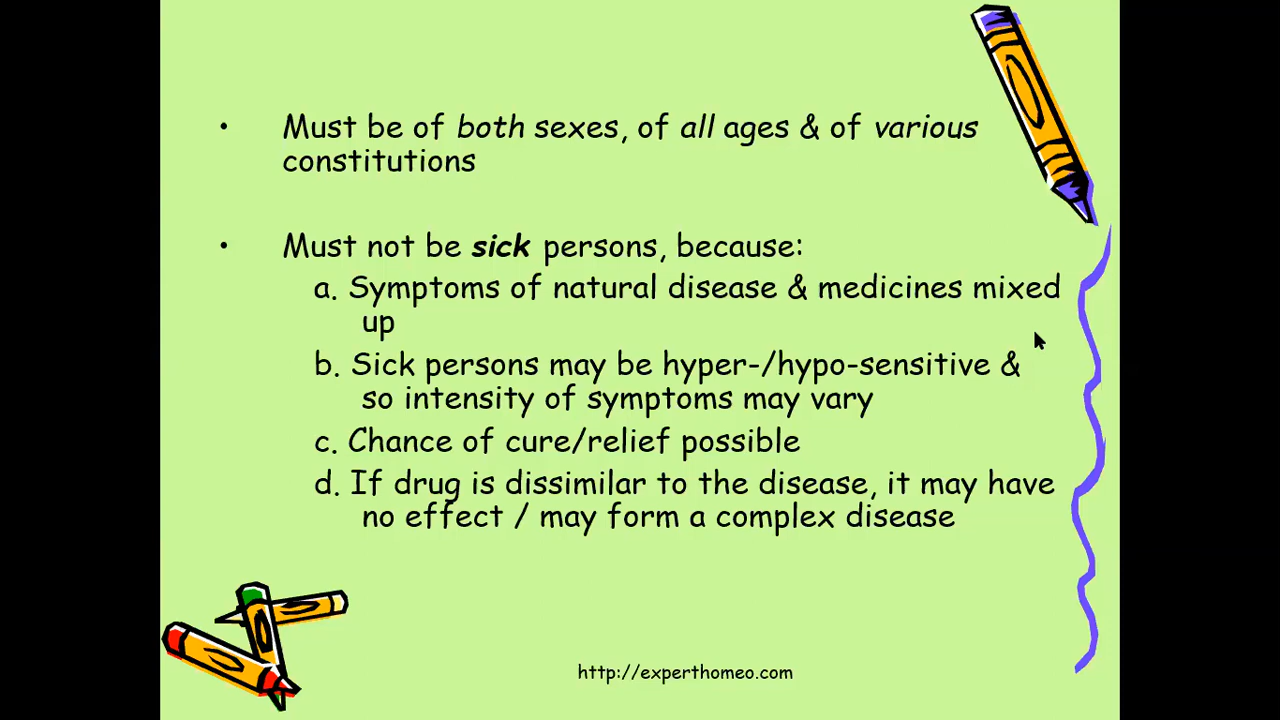 • Must be of both sexes, of all ages & of various
constitutions
• Must not be sick persons, because:
a. Symptoms of natural disease & medicines mixed
up
b. Sick persons may be hyper-/hypo-sensitive &
so intensity of symptoms may vary
c. Chance of cure/relief possible
d. If drug is dissimilar to the disease, it may have
no effect / may form a complex disease
http://experthomeo.com